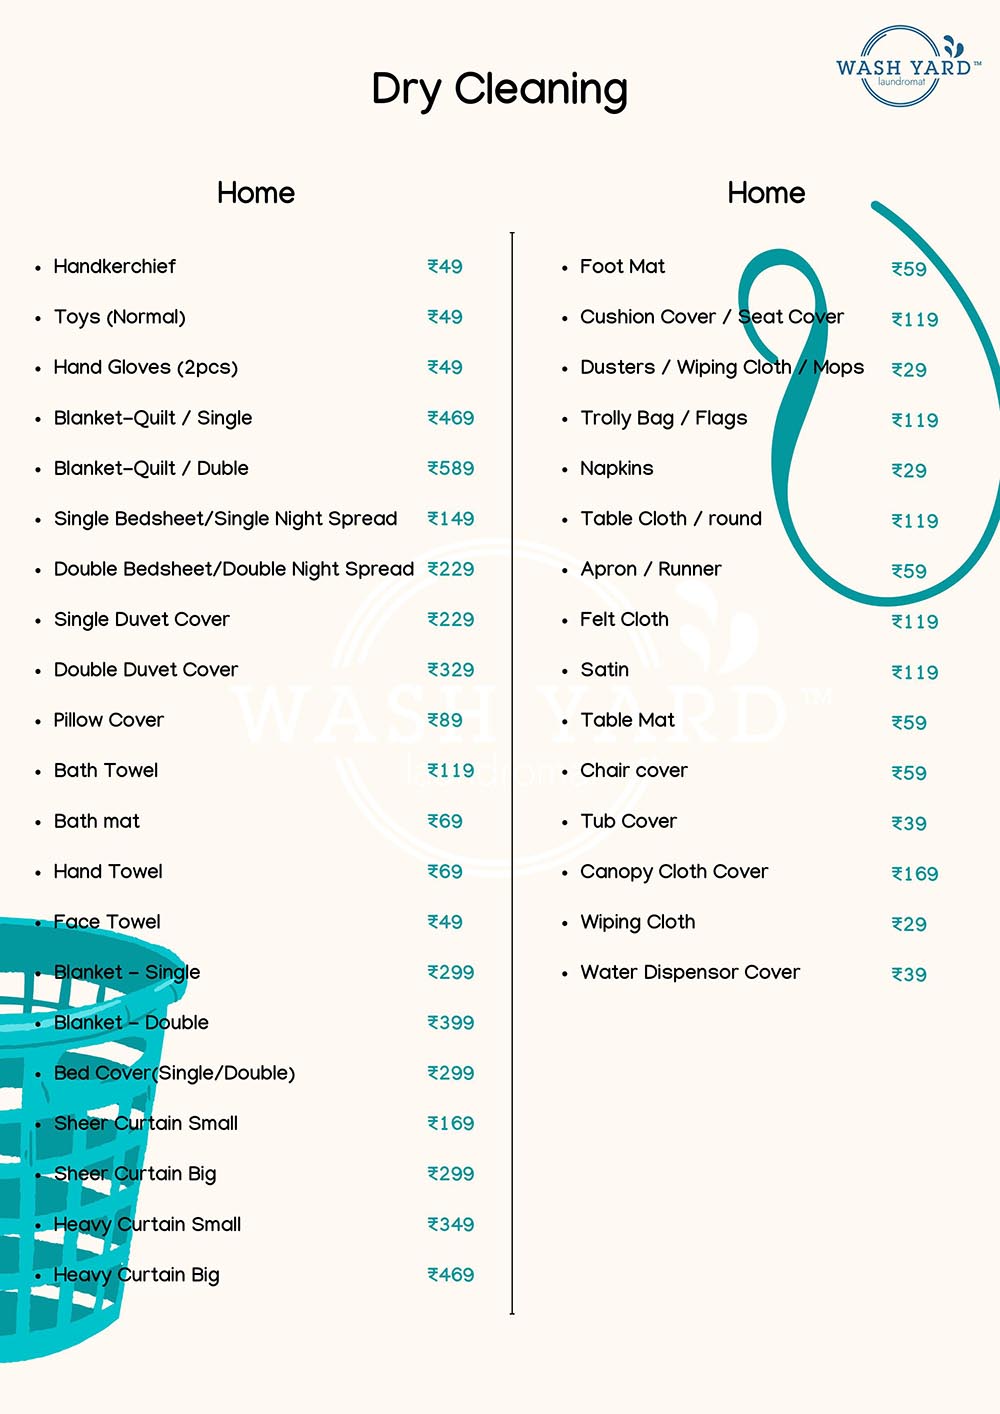 WASH YARD™
laundromat
Dry Cleaning
Home
• Handkerchief ₹49
• Toys (Normal) ₹49
• Hand Gloves (2pcs) ₹49
• Blanket-Quilt / Single ₹469
• Blanket-Quilt / Duble ₹589
• Single Bedsheet/Single Night Spread ₹149
• Double Bedsheet/Double Night Spread ₹229
• Single Duvet Cover ₹229
• Double Duvet Cover ₹329
• Pillow Cover ₹89
• Bath Towel ₹119
• Bath mat ₹69
• Hand Towel ₹69
• Face Towel ₹49
• Blanket - Single ₹299
• Blanket - Double ₹399
• Bed Cover(Single/Double) ₹299
• Sheer Curtain Small ₹169
• Sheer Curtain Big ₹299
• Heavy Curtain Small ₹349
• Heavy Curtain Big ₹469
Home
• Foot Mat ₹59
• Cushion Cover / Seat Cover ₹119
• Dusters / Wiping Cloth / Mops ₹29
• Trolly Bag / Flags ₹119
• Napkins ₹29
• Table Cloth / round ₹119
• Apron / Runner ₹59
• Felt Cloth ₹119
• Satin ₹119
• Table Mat ₹59
• Chair cover ₹59
• Tub Cover ₹39
• Canopy Cloth Cover ₹169
• Wiping Cloth ₹29
• Water Dispensor Cover ₹39
WASH YARD™
laundromat